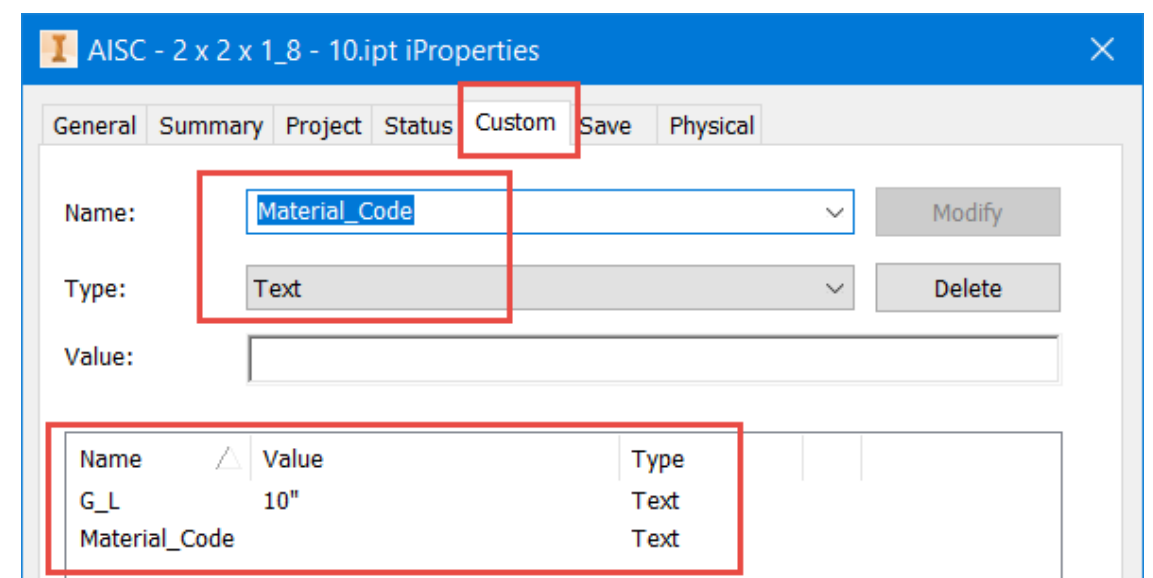 AISC - 2 x 2 x 1_8 - 10.ipt iProperties
General Summary Project Status Custom Save Physical
Name: Material_Code Modify
Type: Text Delete
Value:
Name Value Type
G_L 10" Text
Material_Code Text